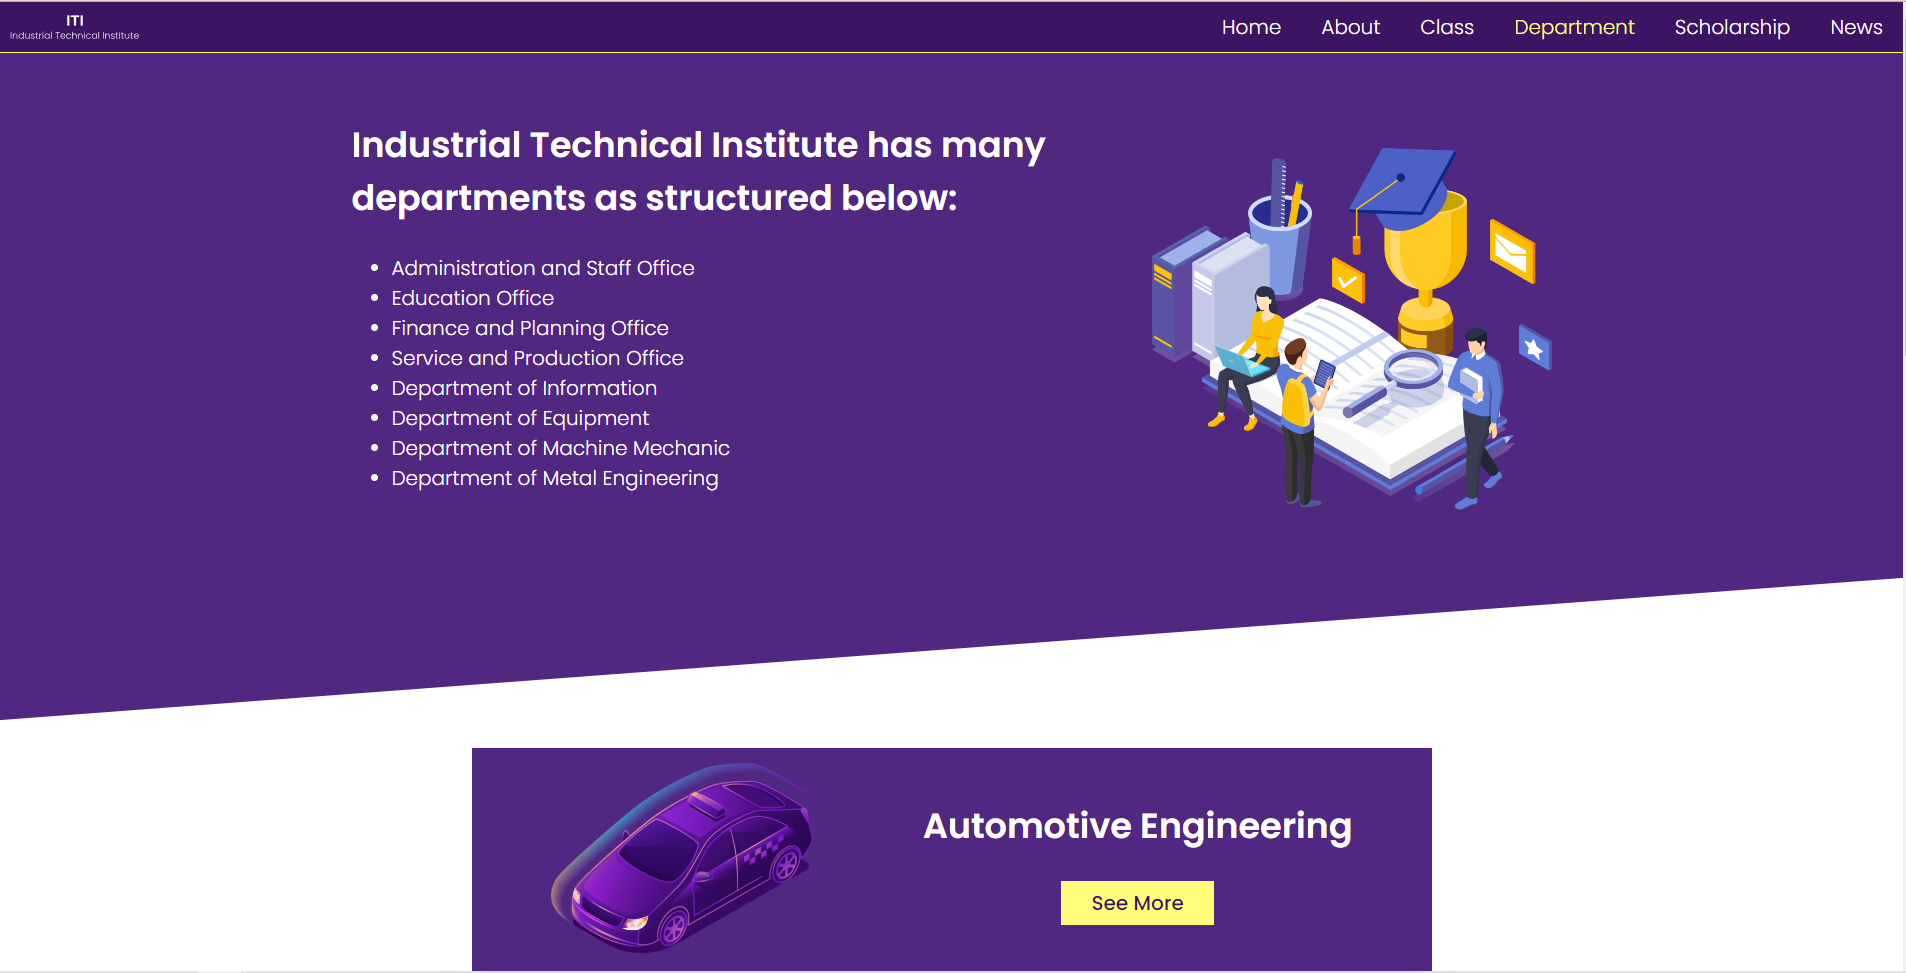 ITI
Industrial Technical Institute
Home About Class Department Scholarship News
Industrial Technical Institute has many
departments as structured below:
Administration and Staff Office
Education Office
Finance and Planning Office
Service and Production Office
Department of Information
Department of Equipment
Department of Machine Mechanic
Department of Metal Engineering
Automotive Engineering
See More